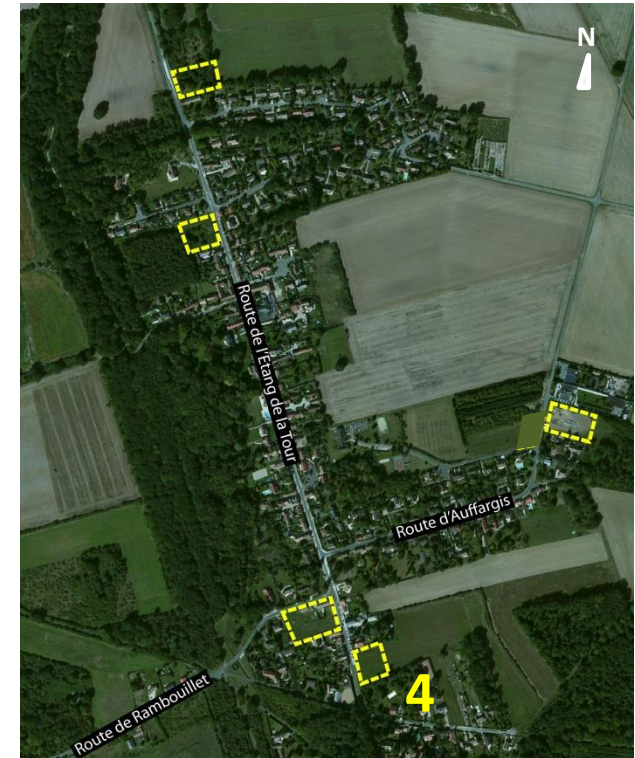 N
Route de l'Etang de la Tour
Route d'Auffargis
4
Route de Rambouillet